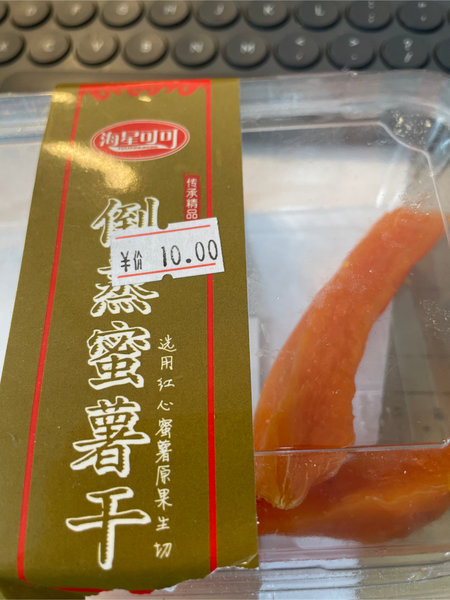 海星可可
传承精品
倒蒸蜜薯干
¥价 10.00
选用红心蜜薯原果生切